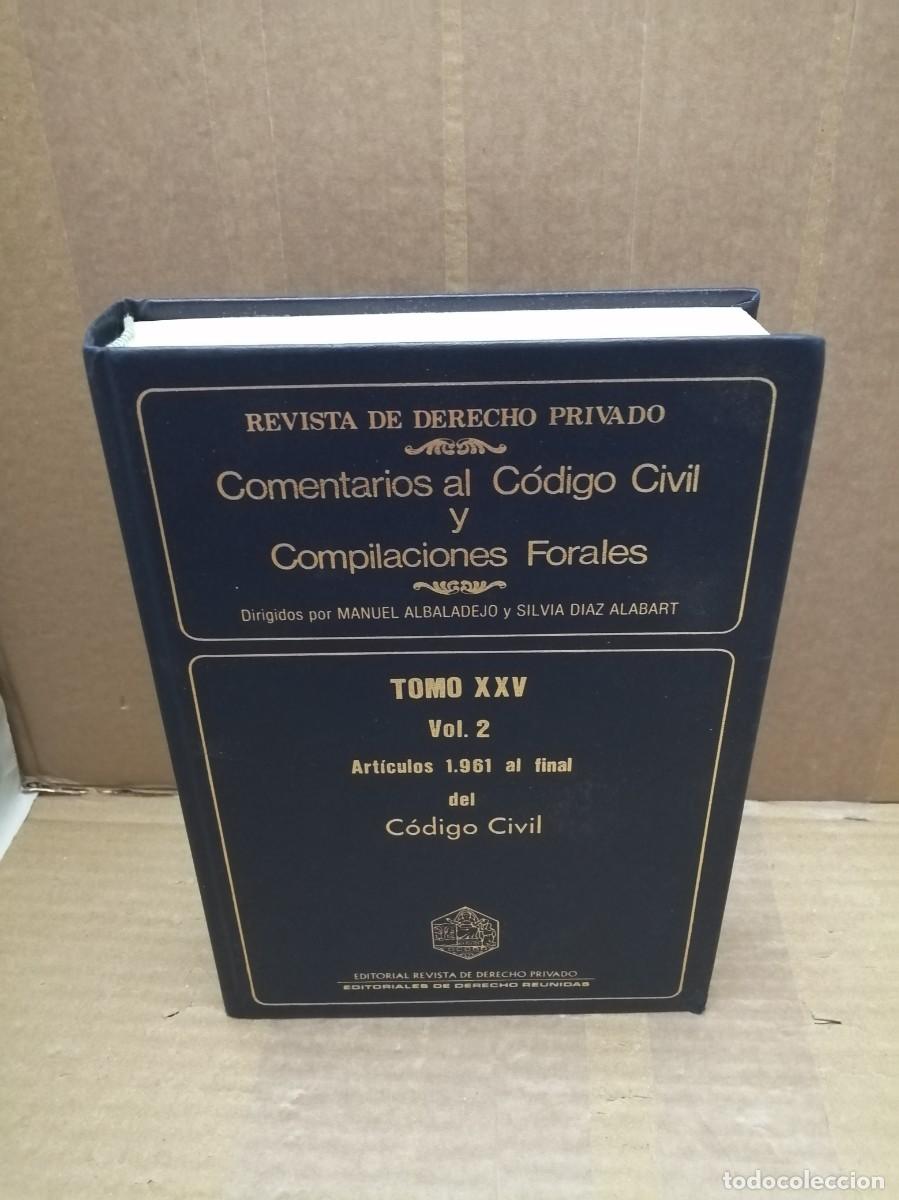 REVISTA DE DERECHO PRIVADO
Comentarios al Código Civil
y
Compilaciones Forales
Dirigidos por MANUEL ALBALADEJO y SILVIA DIAZ ALABART
TOMO XXV
Vol. 2
Artículos 1.961 al final
del
Código Civil
EDITORIAL REVISTA DE DERECHO PRIVADO
EDITORIALES DE DERECHO REUNIDAS
todocoleccion